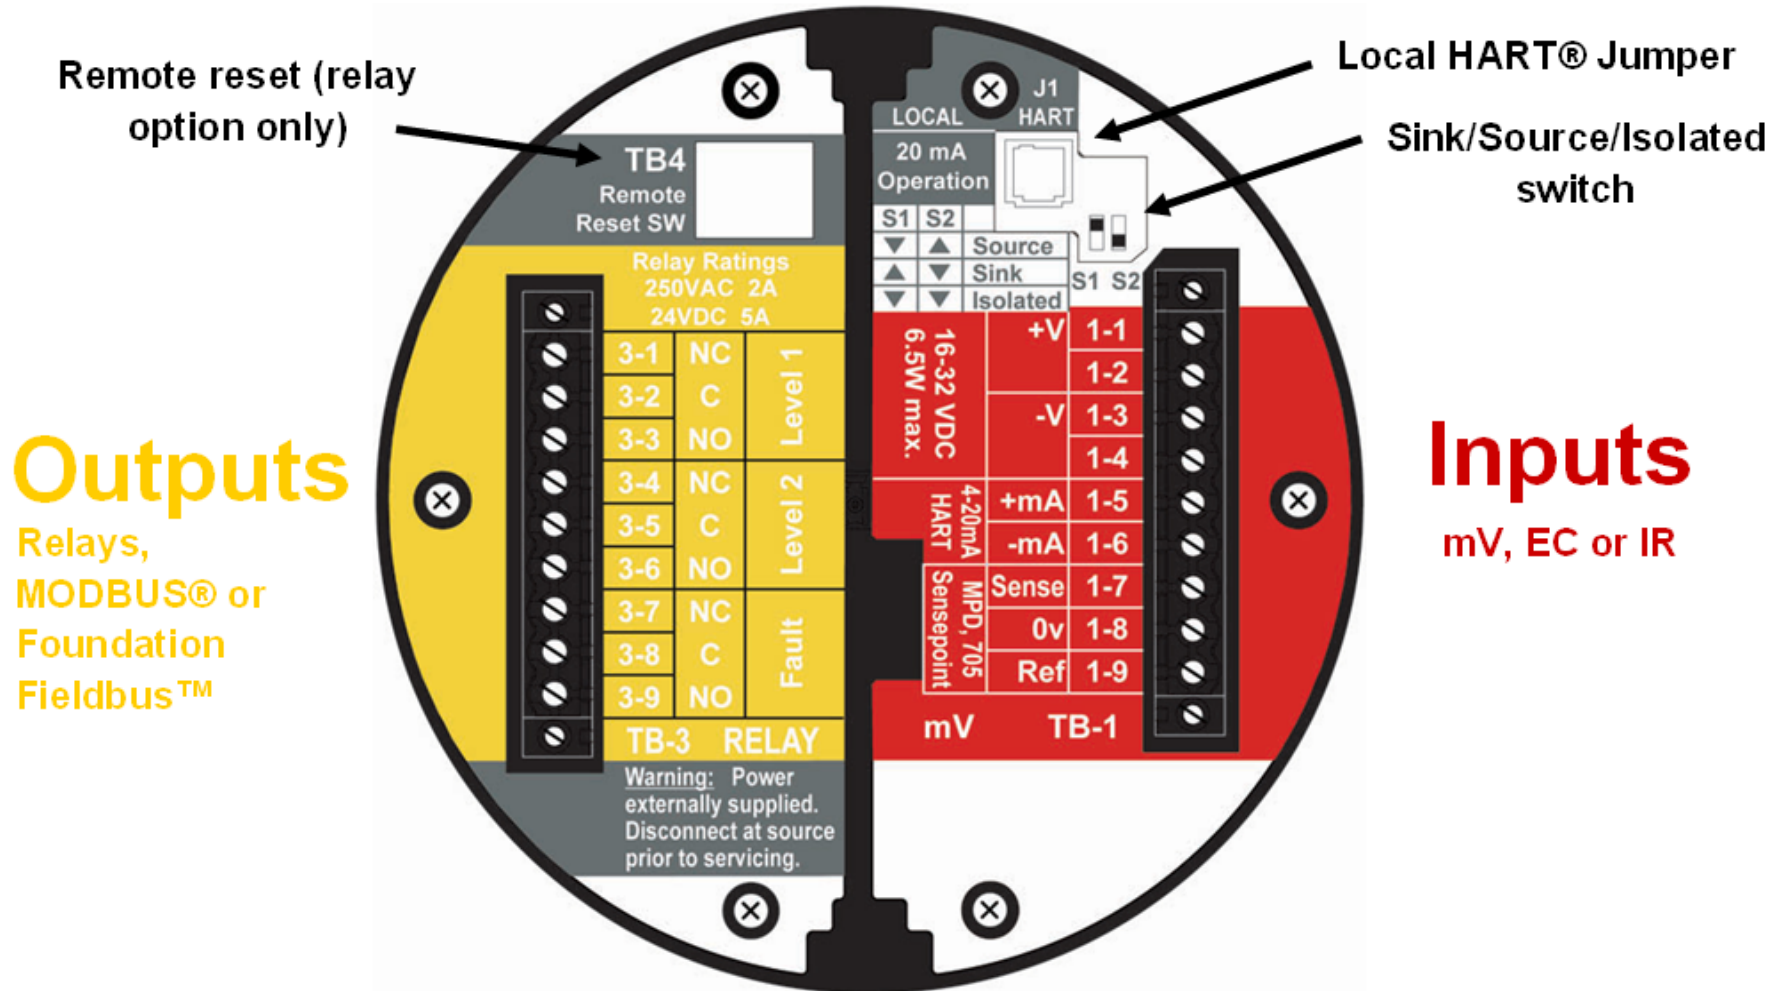 Remote reset (relay
option only)
Local HART® Jumper
Sink/Source/Isolated
switch
Outputs
Relays,
MODBUS® or
Foundation
Fieldbus™
Inputs
mV, EC or IR
TB4
Remote
Reset SW
Relay Ratings
250VAC 2A
24VDC 5A
3-1 NC
3-2 C
3-3 NO
Level 1
3-4 NC
3-5 C
3-6 NO
Level 2
3-7 NC
3-8 C
3-9 NO
Fault
TB-3 RELAY
Warning: Power
externally supplied.
Disconnect at source
prior to servicing.
J1
LOCAL HART
20 mA
Operation
S1 S2
▼ ▲ Source
▲ ▼ Sink
▼ ▼ Isolated
S1 S2
16-32 VDC
6.5W max.
+V 1-1
1-2
-V 1-3
1-4
4-20mA
HART
+mA 1-5
-mA 1-6
MPD, 705
Sensepoint
Sense 1-7
0v 1-8
Ref 1-9
mV TB-1